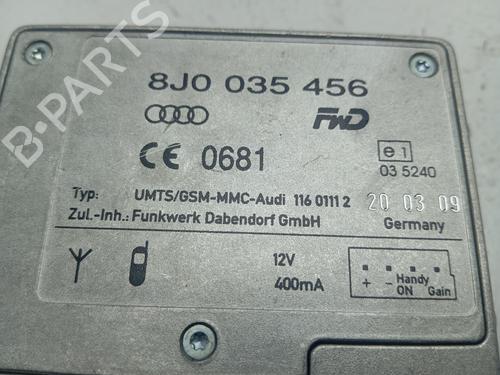 B-PARTS
8J0 035 456
FWD
CE 0681
e1
03 5240
Typ: UMTS/GSM-MMC-Audi 116 0111 2 20 03 09
Zul.-Inh.: Funkwerk Dabendorf GmbH Germany
12V
400mA
+ - Handy Gain
ON